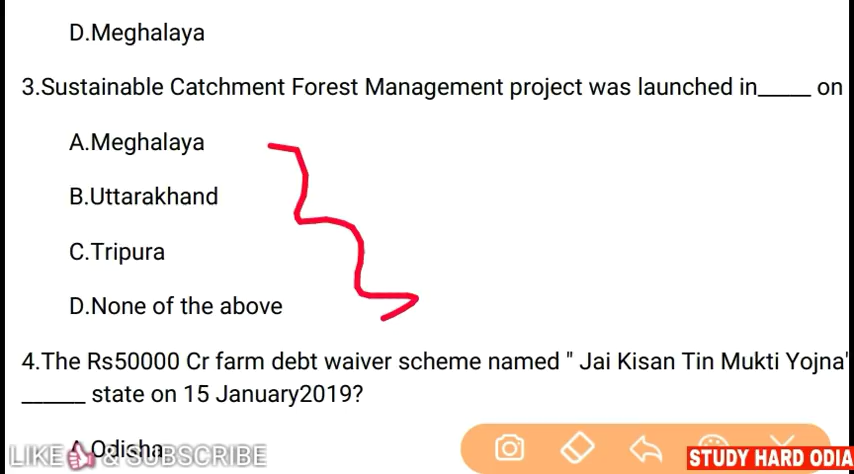 D.Meghalaya
3.Sustainable Catchment Forest Management project was launched in_____ on
A.Meghalaya
B.Uttarakhand
C.Tripura
D.None of the above
4.The Rs50000 Cr farm debt waiver scheme named " Jai Kisan Tin Mukti Yojna'
______ state on 15 January2019?
A.Odisha
LIKE & SUBSCRIBE
STUDY HARD ODIA